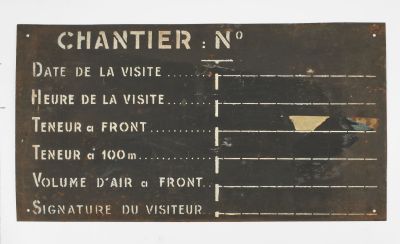 CHANTIER : Nº
DATE DE LA VISITE........
HEURE DE LA VISITE........
TENEUR a FRONT..........
TENEUR a 100m..........
VOLUME D'AIR a FRONT...
SIGNATURE DU VISITEUR...